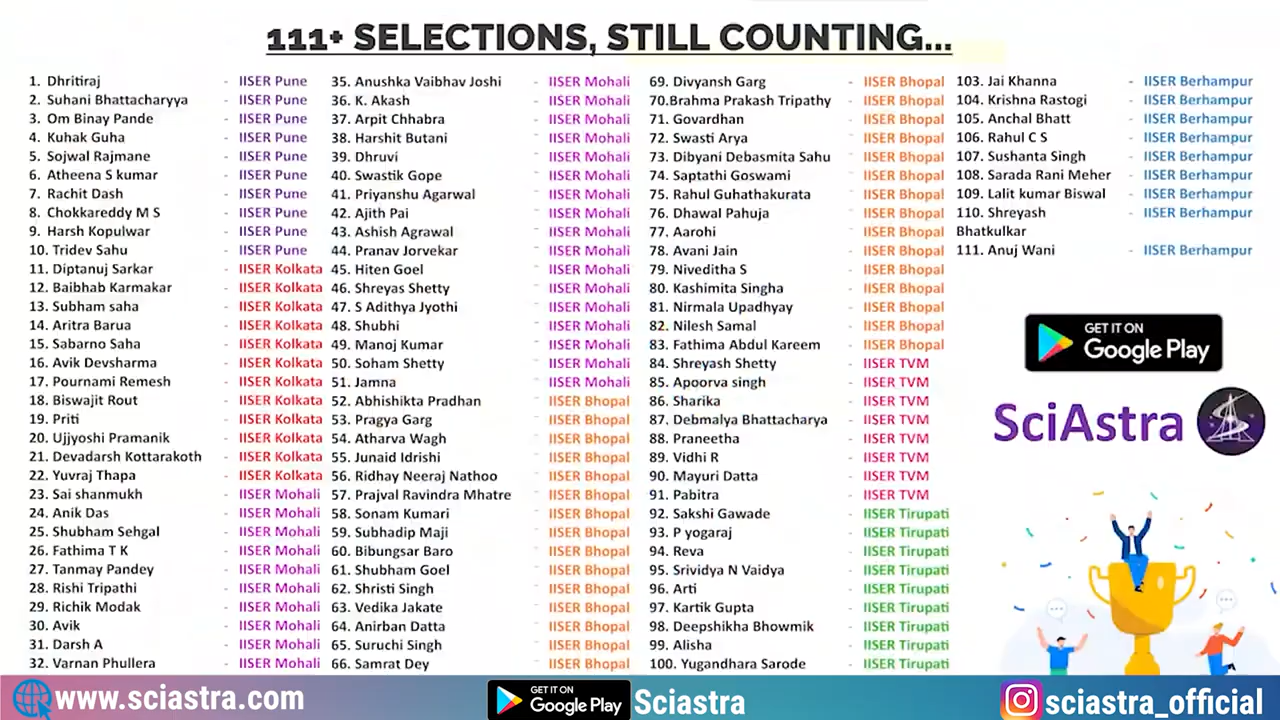 111+ SELECTIONS, STILL COUNTING...
1. Dhritiraj - IISER Pune
2. Suhani Bhattacharyya - IISER Pune
3. Om Binay Pande - IISER Pune
4. Kuhak Guha - IISER Pune
5. Sojwal Rajmane - IISER Pune
6. Atheena S kumar - IISER Pune
7. Rachit Dash - IISER Pune
8. Chokkareddy M S - IISER Pune
9. Harsh Kopulwar - IISER Pune
10. Tridev Sahu - IISER Pune
11. Diptanuj Sarkar - IISER Kolkata
12. Baibhab Karmakar - IISER Kolkata
13. Subham saha - IISER Kolkata
14. Aritra Barua - IISER Kolkata
15. Sabarno Saha - IISER Kolkata
16. Avik Devsharma - IISER Kolkata
17. Pournami Remesh - IISER Kolkata
18. Biswajit Rout - IISER Kolkata
19. Priti - IISER Kolkata
20. Ujjyoshi Pramanik - IISER Kolkata
21. Devadarsh Kottarakoth - IISER Kolkata
22. Yuvraj Thapa - IISER Kolkata
23. Sai shanmukh - IISER Mohali
24. Anik Das - IISER Mohali
25. Shubham Sehgal - IISER Mohali
26. Fathima T K - IISER Mohali
27. Tanmay Pandey - IISER Mohali
28. Rishi Tripathi - IISER Mohali
29. Richik Modak - IISER Mohali
30. Avik - IISER Mohali
31. Darsh A - IISER Mohali
32. Varnan Phullera - IISER Mohali
35. Anushka Vaibhav Joshi - IISER Mohali
36. K. Akash - IISER Mohali
37. Arpit Chhabra - IISER Mohali
38. Harshit Butani - IISER Mohali
39. Dhruvi - IISER Mohali
40. Swastik Gope - IISER Mohali
41. Priyanshu Agarwal - IISER Mohali
42. Ajith Pai - IISER Mohali
43. Ashish Agrawal - IISER Mohali
44. Pranav Jorvekar - IISER Mohali
45. Hiten Goel - IISER Mohali
46. Shreyas Shetty - IISER Mohali
47. S Adithya Jyothi - IISER Mohali
48. Shubhi - IISER Mohali
49. Manoj Kumar - IISER Mohali
50. Soham Shetty - IISER Mohali
51. Jamna - IISER Mohali
52. Abhishikta Pradhan - IISER Bhopal
53. Pragya Garg - IISER Bhopal
54. Atharva Wagh - IISER Bhopal
55. Junaid Idrishi - IISER Bhopal
56. Ridhay Neeraj Nathoo - IISER Bhopal
57. Prajval Ravindra Mhatre - IISER Bhopal
58. Sonam Kumari - IISER Bhopal
59. Subhadip Maji - IISER Bhopal
60. Bibungsar Baro - IISER Bhopal
61. Shubham Goel - IISER Bhopal
62. Shristi Singh - IISER Bhopal
63. Vedika Jakate - IISER Bhopal
64. Anirban Datta - IISER Bhopal
65. Suruchi Singh - IISER Bhopal
66. Samrat Dey - IISER Bhopal
69. Divyansh Garg - IISER Bhopal
70.Brahma Prakash Tripathy - IISER Bhopal
71. Govardhan - IISER Bhopal
72. Swasti Arya - IISER Bhopal
73. Dibyani Debasmita Sahu - IISER Bhopal
74. Saptathi Goswami - IISER Bhopal
75. Rahul Guhathakurata - IISER Bhopal
76. Dhawal Pahuja - IISER Bhopal
77. Aarohi - IISER Bhopal
78. Avani Jain - IISER Bhopal
79. Niveditha S - IISER Bhopal
80. Kashimita Singha - IISER Bhopal
81. Nirmala Upadhyay - IISER Bhopal
82. Nilesh Samal - IISER Bhopal
83. Fathima Abdul Kareem - IISER Bhopal
84. Shreyash Shetty - IISER TVM
85. Apoorva singh - IISER TVM
86. Sharika - IISER TVM
87. Debmalya Bhattacharya - IISER TVM
88. Praneetha - IISER TVM
89. Vidhi R - IISER TVM
90. Mayuri Datta - IISER TVM
91. Pabitra - IISER TVM
92. Sakshi Gawade - IISER Tirupati
93. P yogaraj - IISER Tirupati
94. Reva - IISER Tirupati
95. Srividya N Vaidya - IISER Tirupati
96. Arti - IISER Tirupati
97. Kartik Gupta - IISER Tirupati
98. Deepshikha Bhowmik - IISER Tirupati
99. Alisha - IISER Tirupati
100. Yugandhara Sarode - IISER Tirupati
103. Jai Khanna - IISER Berhampur
104. Krishna Rastogi - IISER Berhampur
105. Anchal Bhatt - IISER Berhampur
106. Rahul C S - IISER Berhampur
107. Sushanta Singh - IISER Berhampur
108. Sarada Rani Meher - IISER Berhampur
109. Lalit kumar Biswal - IISER Berhampur
110. Shreyash - IISER Berhampur
Bhatkulkar
111. Anuj Wani - IISER Berhampur
GET IT ON
Google Play
SciAstra
www.sciastra.com
GET IT ON
Google Play
Sciastra
sciastra_official